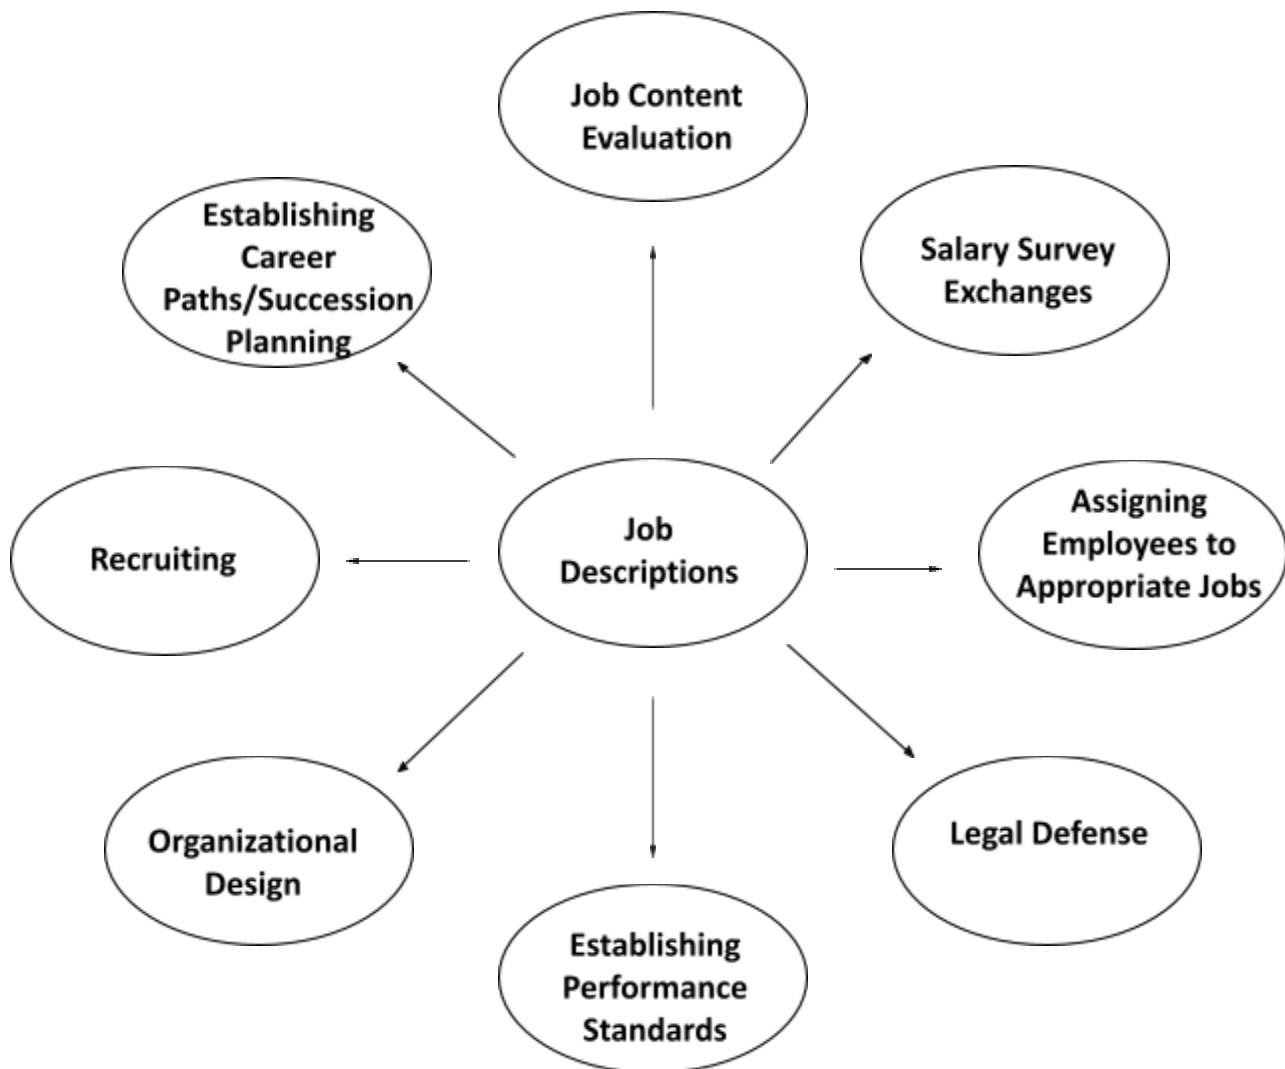 Job Content
Evaluation
Establishing
Career
Paths/Succession
Planning
Salary Survey
Exchanges
Recruiting
Job
Descriptions
Assigning
Employees to
Appropriate Jobs
Organizational
Design
Legal Defense
Establishing
Performance
Standards